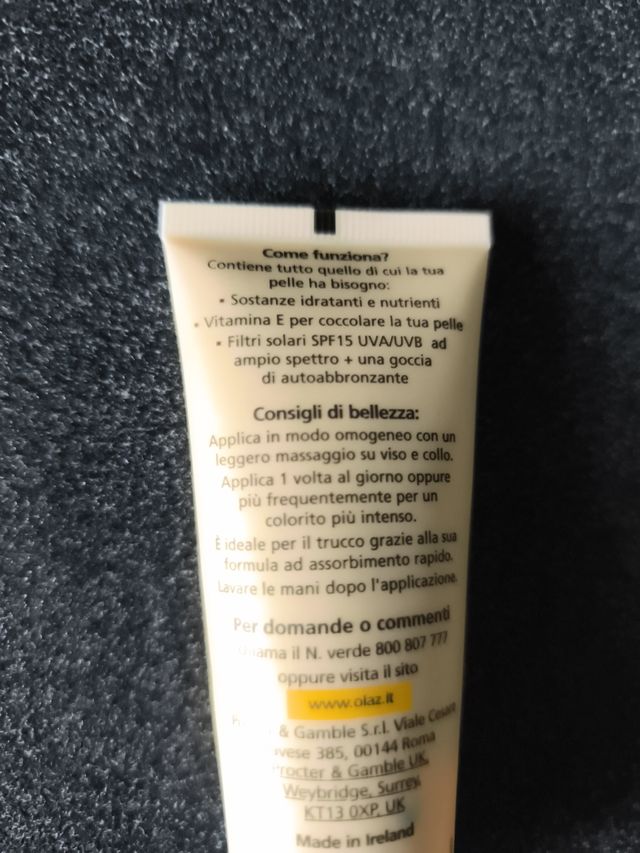 Come funziona?
Contiene tutto quello di cui la tua
pelle ha bisogno:
• Sostanze idratanti e nutrienti
• Vitamina E per coccolare la tua pelle
• Filtri solari SPF15 UVA/UVB ad
ampio spettro + una goccia
di autoabbronzante
Consigli di bellezza:
Applica in modo omogeneo con un
leggero massaggio su viso e collo.
Applica 1 volta al giorno oppure
più frequentemente per un
colorito più intenso.
È ideale per il trucco grazie alla sua
formula ad assorbimento rapido.
Lavare le mani dopo l'applicazione.
Per domande o commenti
il N. verde 800 807 777
oppure visita il sito
www.olaz.it
& Gamble S.r.l. Viale Cesare
385, 00144 Roma
Procter & Gamble UK,
Weybridge, Surrey,
KT13 0XP, UK
Made in Ireland